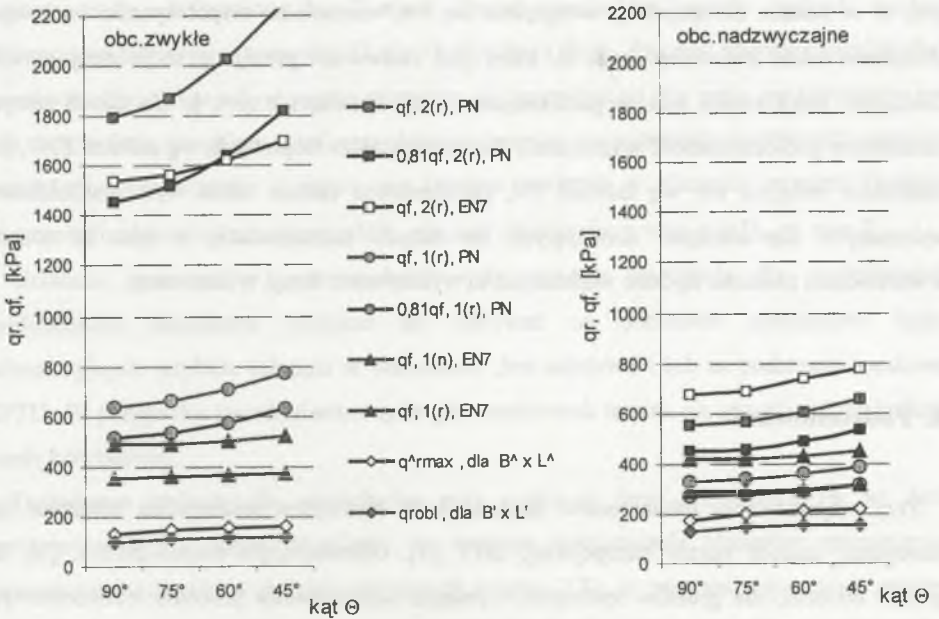 obc.zwykłe
qr, qf, [kPa]
2200
2000
1800
1600
1400
1200
1000
800
600
400
200
0
90° 75° 60° 45°
kąt Θ
qf, 2(r), PN
0,81qf, 2(r), PN
qf, 2(r), EN7
qf, 1(r), PN
0,81qf, 1(r), PN
qf, 1(n), EN7
qf, 1(r), EN7
q^rmax , dla B^ x L^
qrobl , dla B' x L'
obc.nadzwyczajne
qr, qf, [kPa]
2200
2000
1800
1600
1400
1200
1000
800
600
400
200
0
90° 75° 60° 45°
kąt Θ